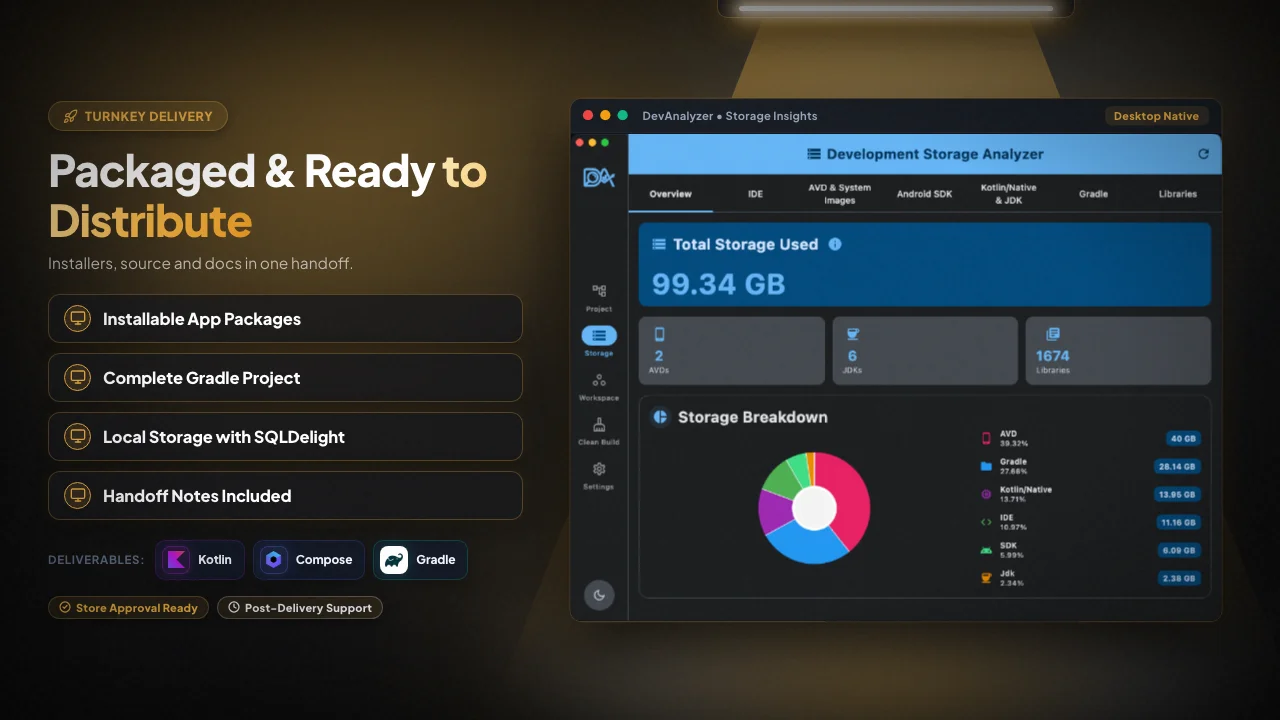 TURNKEY DELIVERY
Packaged & Ready to
Distribute
Installers, source and docs in one handoff.
Installable App Packages
Complete Gradle Project
Local Storage with SQLDelight
Handoff Notes Included
DELIVERABLES:
Kotlin
Compose
Gradle
Store Approval Ready
Post-Delivery Support
DevAnalyzer • Storage Insights
Desktop Native
DA
Project
Storage
Workspace
Clean Build
Settings
Development Storage Analyzer
Overview
IDE
AVD & System
Images
Android SDK
Kotlin/Native
& JDK
Gradle
Libraries
Total Storage Used
99.34 GB
2
AVDs
6
JDKs
1674
Libraries
Storage Breakdown
AVD
39.32%
40 GB
Gradle
27.66%
28.14 GB
Kotlin/Native
13.71%
13.95 GB
IDE
10.97%
11.16 GB
SDK
5.99%
6.09 GB
Jdk
2.34%
2.38 GB